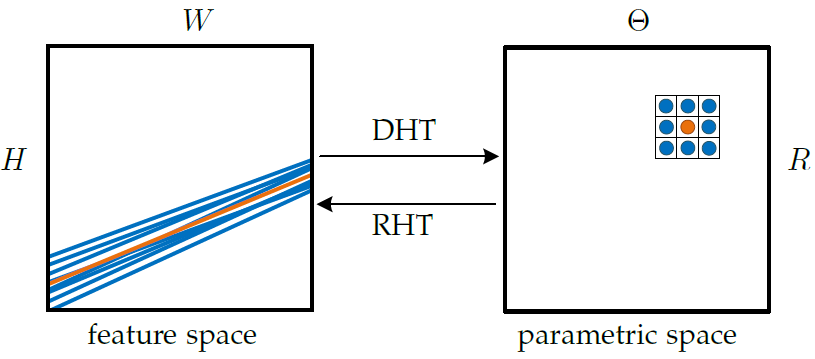 W
Θ
H
DHT
R
RHT
feature space
parametric space